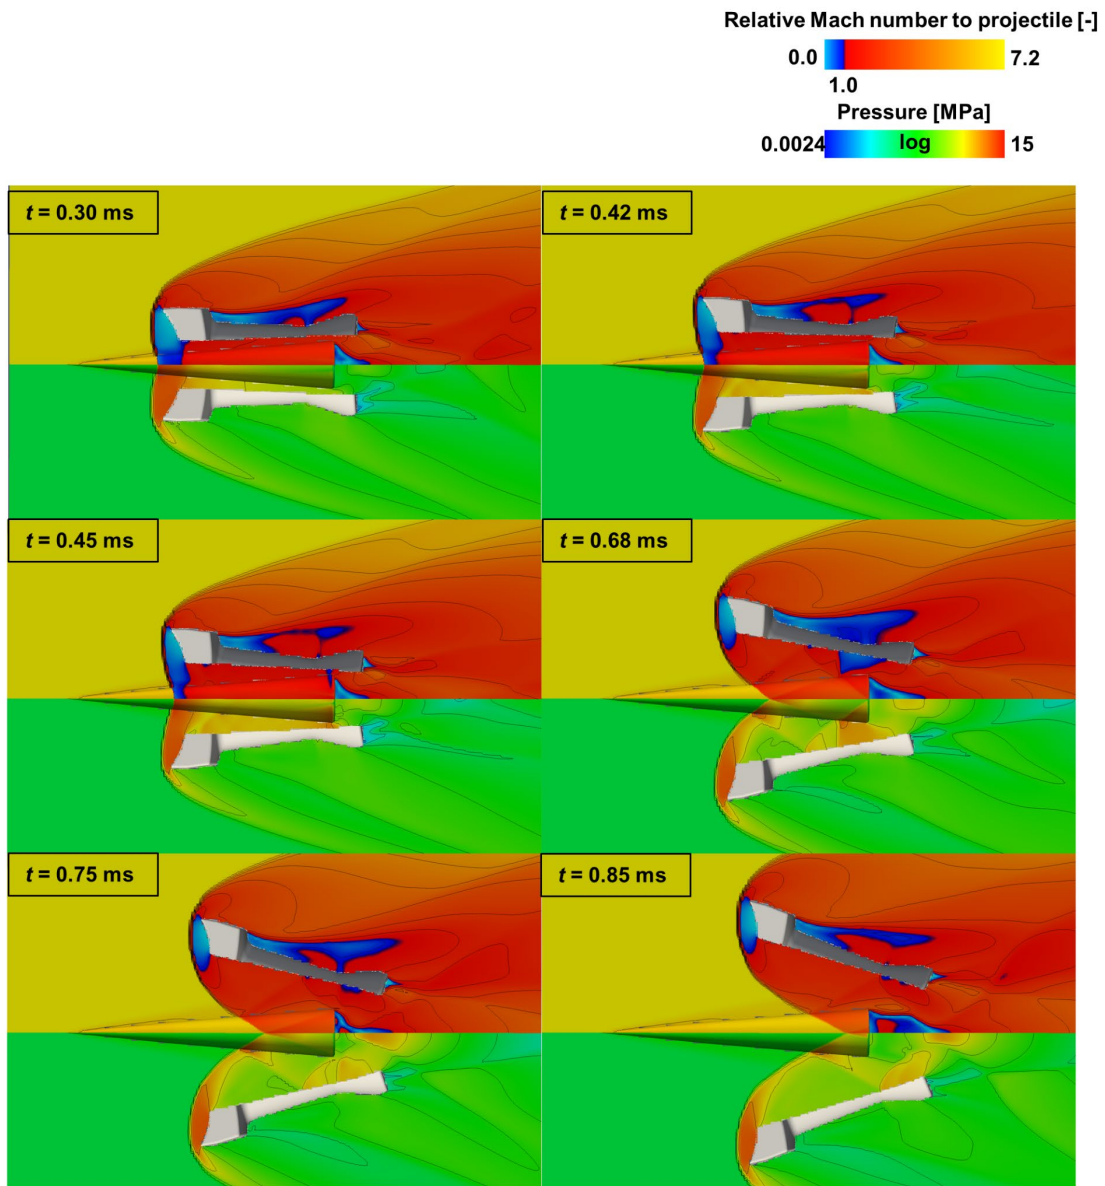 Relative Mach number to projectile [-]
0.0 7.2
1.0
Pressure [MPa]
0.0024 log 15
t = 0.30 ms
t = 0.42 ms
t = 0.45 ms
t = 0.68 ms
t = 0.75 ms
t = 0.85 ms